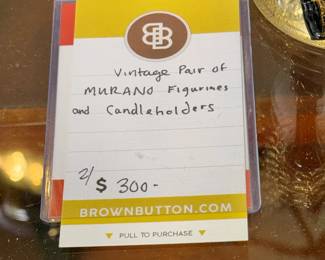 BB
Vintage Pair of
MURANO Figurines
and Candleholders
2/ $ 300-
BROWNBUTTON.COM
PULL TO PURCHASE